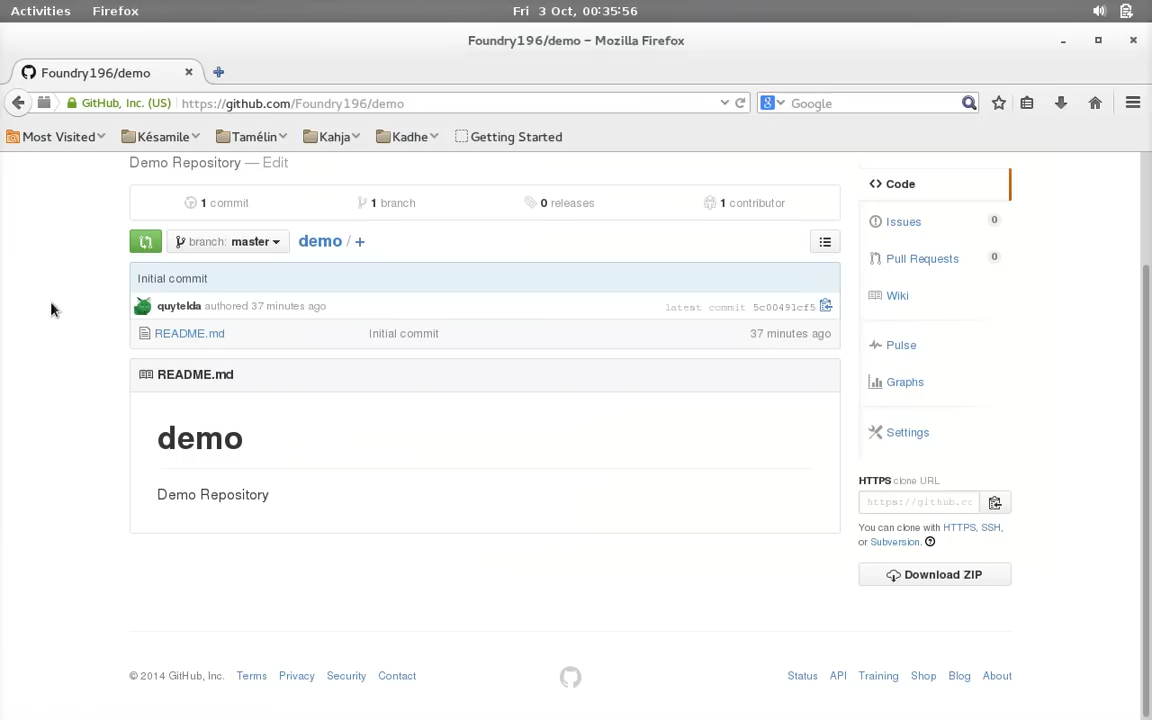 Activities Firefox Fri 3 Oct, 00:35:56
Foundry196/demo - Mozilla Firefox
Foundry196/demo
GitHub, Inc. (US) https://github.com/Foundry196/demo Google
Most Visited Késamile Tamélin Kahja Kadhe Getting Started
Demo Repository — Edit
1 commit 1 branch 0 releases 1 contributor
branch: master demo / +
Initial commit
quytelda authored 37 minutes ago latest commit 5c00491cf5
README.md Initial commit 37 minutes ago
README.md
demo
Demo Repository
Code
Issues 0
Pull Requests 0
Wiki
Pulse
Graphs
Settings
HTTPS clone URL
https://github.cc
You can clone with HTTPS, SSH,
or Subversion.
Download ZIP
© 2014 GitHub, Inc. Terms Privacy Security Contact Status API Training Shop Blog About